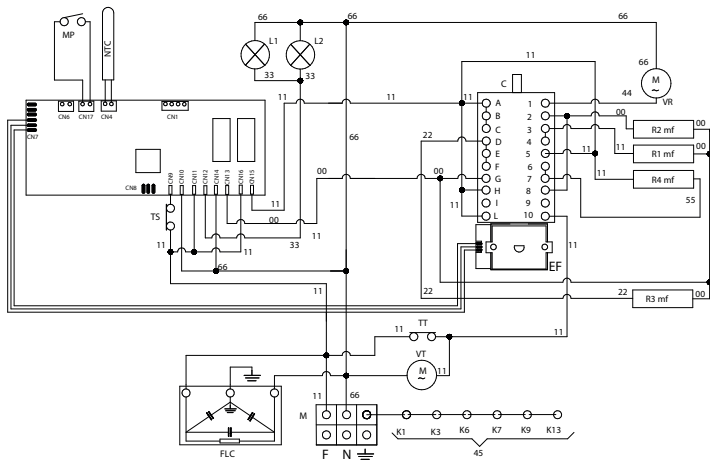 66
66
66
MP
NTC
L1
L2
33
33
11
66
M
~
44
VR
C
11
11
11
A
B
C
D
E
F
G
H
I
L
1
2
3
4
5
6
7
8
9
10
00
R2 mf
00
11
R1 mf
11
R4 mf
55
CN6
CN17
CN4
CN1
CN7
CN8
CN9
CN10
CN11
CN12
CN14
CN13
CN16
CN15
66
22
00
00
11
11
00
11
33
TS
11
11
66
11
11
EF
22
22
R3 mf
00
TT
11
11
VT
M
~
11
11
66
M
F N
FLC
K1
K3
K6
K7
K9
K13
45